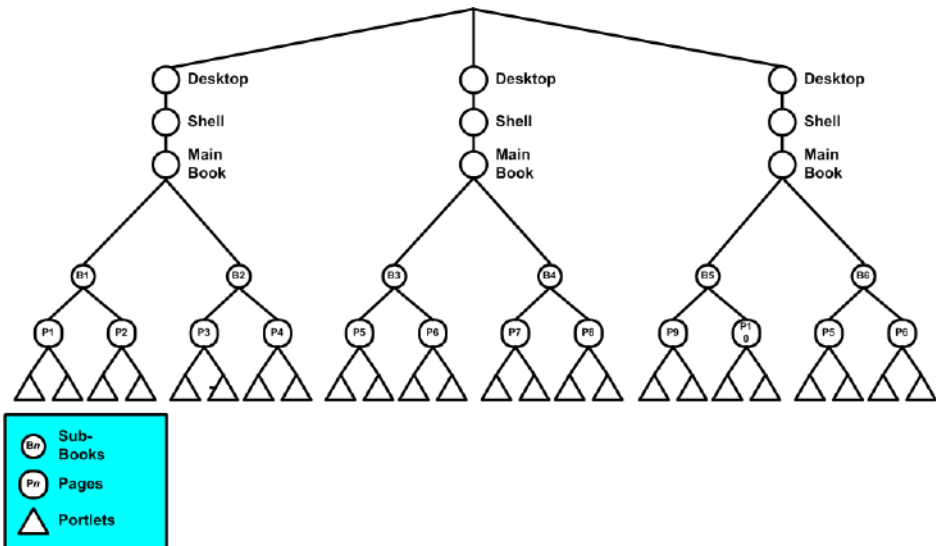 Desktop
Desktop
Desktop
Shell
Shell
Shell
Main
Book
Main
Book
Main
Book
B1
B2
B3
B4
B5
B6
P1
P2
P3
P4
P5
P6
P7
P8
P9
P1
0
P5
P6
Bn
Sub-
Books
Pn
Pages
Portlets